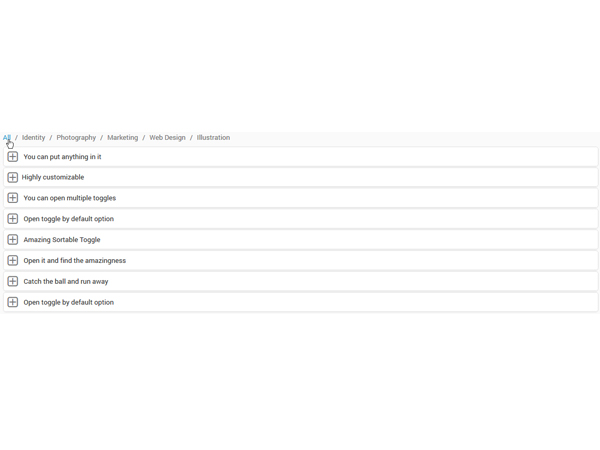 All / Identity / Photography / Marketing / Web Design / Illustration
You can put anything in it
Highly customizable
You can open multiple toggles
Open toggle by default option
Amazing Sortable Toggle
Open it and find the amazingness
Catch the ball and run away
Open toggle by default option